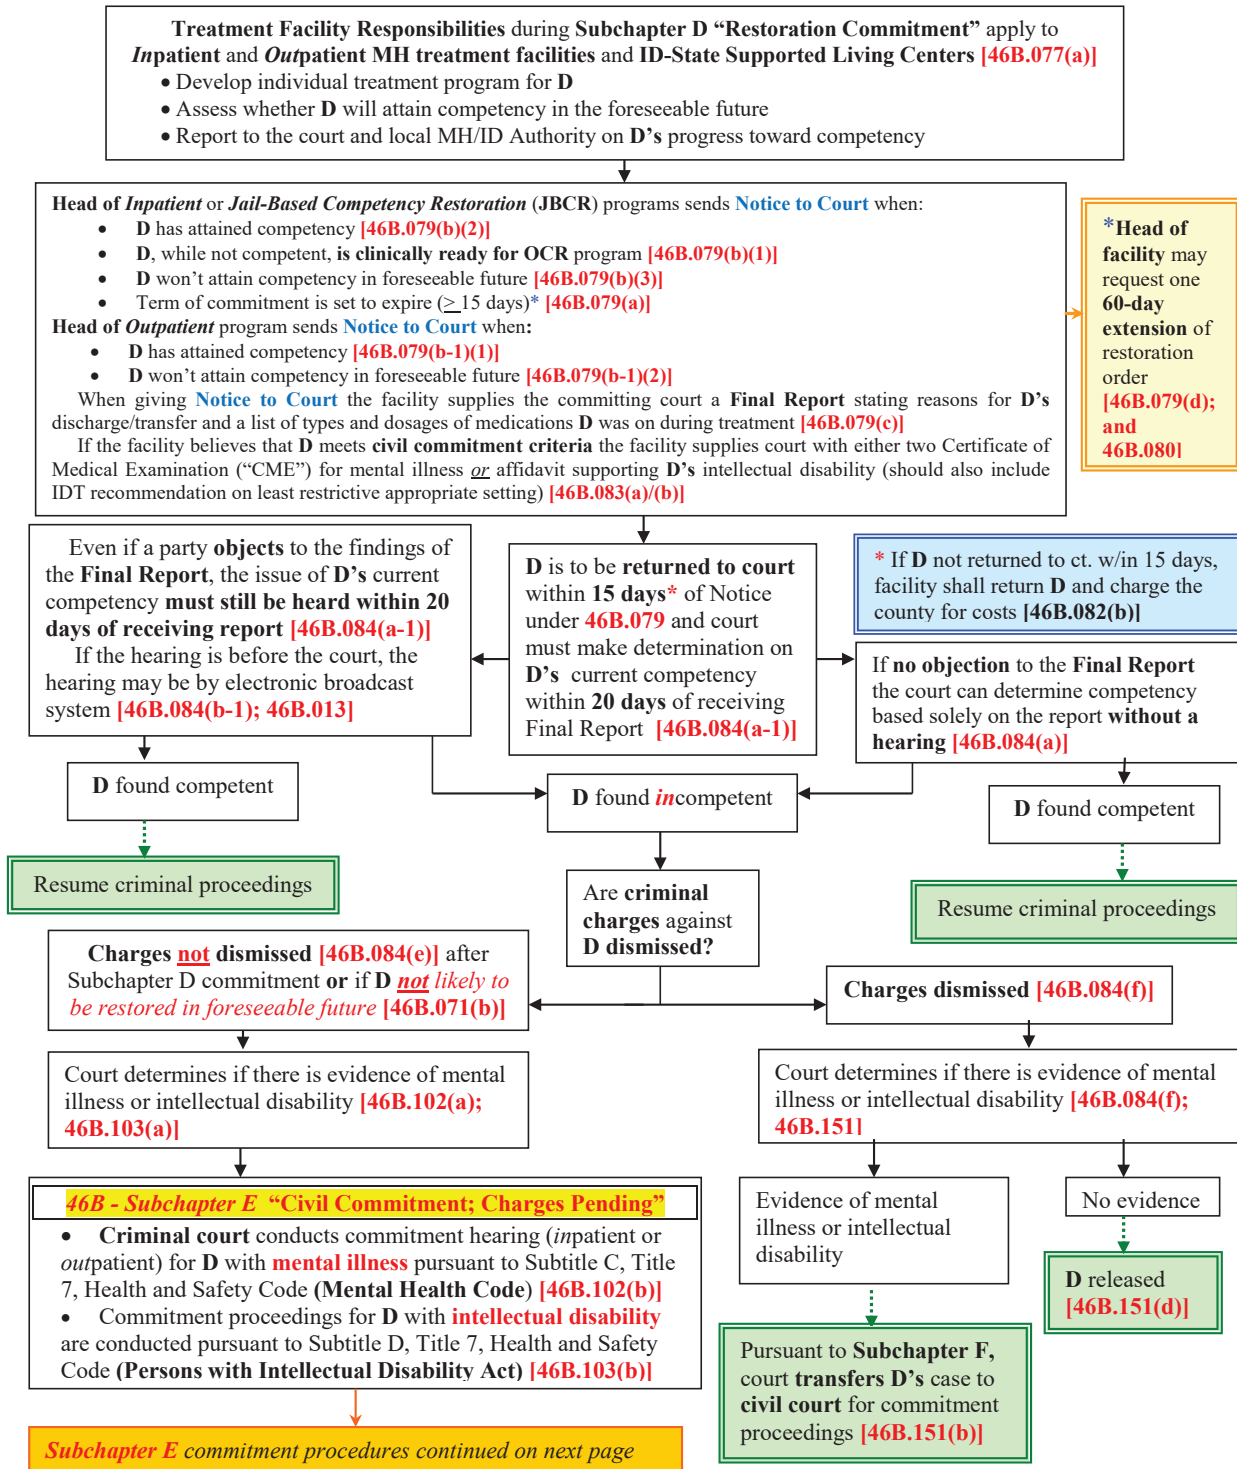 Treatment Facility Responsibilities during Subchapter D “Restoration Commitment” apply to
Inpatient and Outpatient MH treatment facilities and ID-State Supported Living Centers [46B.077(a)]
• Develop individual treatment program for D
• Assess whether D will attain competency in the foreseeable future
• Report to the court and local MH/ID Authority on D’s progress toward competency
Head of Inpatient or Jail-Based Competency Restoration (JBCR) programs sends Notice to Court when:
• D has attained competency [46B.079(b)(2)]
• D, while not competent, is clinically ready for OCR program [46B.079(b)(1)]
• D won’t attain competency in foreseeable future [46B.079(b)(3)]
• Term of commitment is set to expire (> 15 days)* [46B.079(a)]
Head of Outpatient program sends Notice to Court when:
• D has attained competency [46B.079(b-1)(1)]
• D won’t attain competency in foreseeable future [46B.079(b-1)(2)]
When giving Notice to Court the facility supplies the committing court a Final Report stating reasons for D’s
discharge/transfer and a list of types and dosages of medications D was on during treatment [46B.079(c)]
If the facility believes that D meets civil commitment criteria the facility supplies court with either two Certificate of
Medical Examination (“CME”) for mental illness or affidavit supporting D’s intellectual disability (should also include
IDT recommendation on least restrictive appropriate setting) [46B.083(a)/(b)]
*Head of
facility may
request one
60-day
extension of
restoration
order
[46B.079(d);
and
46B.080]
Even if a party objects to the findings of
the Final Report, the issue of D’s current
competency must still be heard within 20
days of receiving report [46B.084(a-1)]
If the hearing is before the court, the
hearing may be by electronic broadcast
system [46B.084(b-1); 46B.013]
D is to be returned to court
within 15 days* of Notice
under 46B.079 and court
must make determination on
D’s current competency
within 20 days of receiving
Final Report [46B.084(a-1)]
* If D not returned to ct. w/in 15 days,
facility shall return D and charge the
county for costs [46B.082(b)]
If no objection to the Final Report
the court can determine competency
based solely on the report without a
hearing [46B.084(a)]
D found competent
D found incompetent
D found competent
Resume criminal proceedings
Are criminal
charges against
D dismissed?
Resume criminal proceedings
Charges not dismissed [46B.084(e)] after
Subchapter D commitment or if D not likely to
be restored in foreseeable future [46B.071(b)]
Charges dismissed [46B.084(f)]
Court determines if there is evidence of mental
illness or intellectual disability [46B.102(a);
46B.103(a)]
Court determines if there is evidence of mental
illness or intellectual disability [46B.084(f);
46B.151]
46B - Subchapter E “Civil Commitment; Charges Pending”
• Criminal court conducts commitment hearing (inpatient or
outpatient) for D with mental illness pursuant to Subtitle C, Title
7, Health and Safety Code (Mental Health Code) [46B.102(b)]
• Commitment proceedings for D with intellectual disability
are conducted pursuant to Subtitle D, Title 7, Health and Safety
Code (Persons with Intellectual Disability Act) [46B.103(b)]
Evidence of mental
illness or intellectual
disability
No evidence
D released
[46B.151(d)]
Pursuant to Subchapter F,
court transfers D’s case to
civil court for commitment
proceedings [46B.151(b)]
Subchapter E commitment procedures continued on next page